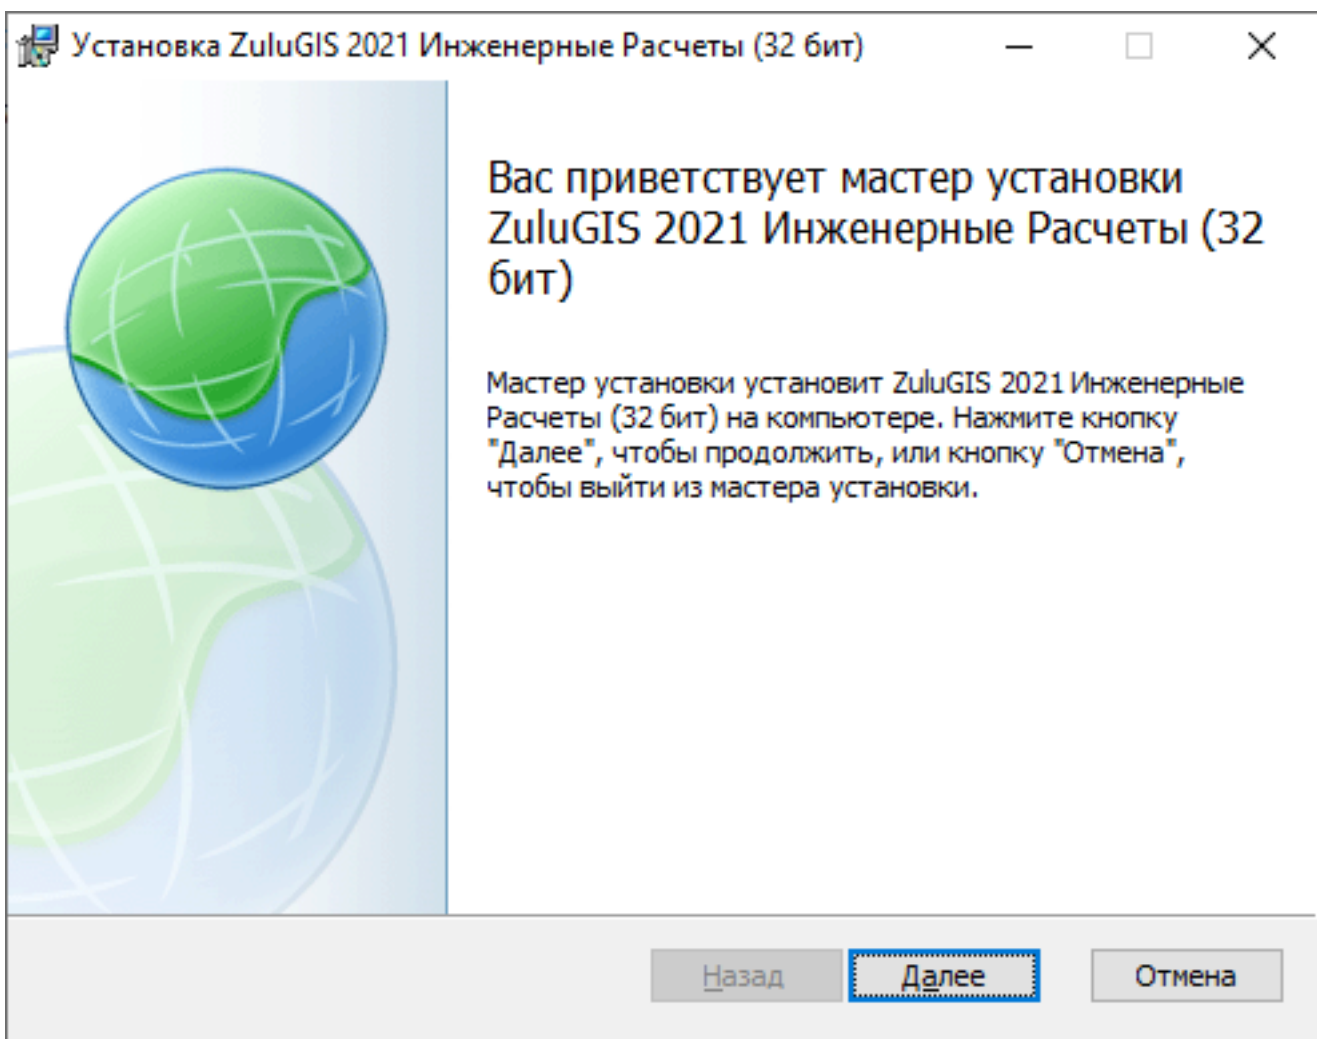 Установка ZuluGIS 2021 Инженерные Расчеты (32 бит)
Вас приветствует мастер установки
ZuluGIS 2021 Инженерные Расчеты (32
бит)
Мастер установки установит ZuluGIS 2021 Инженерные
Расчеты (32 бит) на компьютере. Нажмите кнопку
"Далее", чтобы продолжить, или кнопку "Отмена",
чтобы выйти из мастера установки.
Назад Далее Отмена